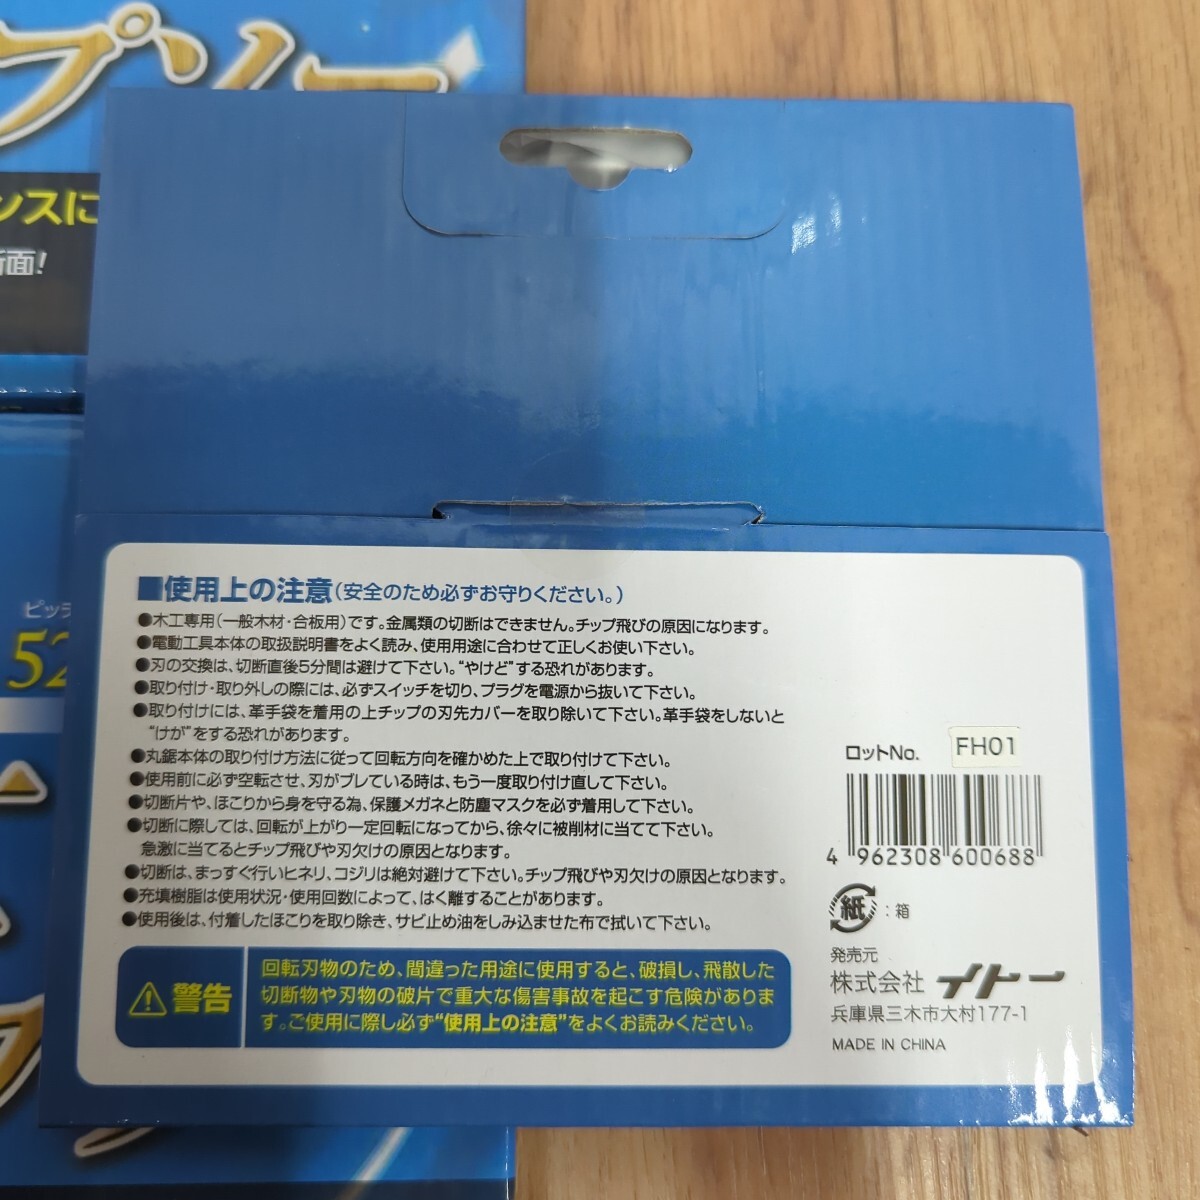 プソー
ンスに
断面!
ピッ
52
■使用上の注意(安全のため必ずお守りください。)
●木工専用(一般木材・合板用)です。金属類の切断はできません。チップ飛びの原因になります。
●電動工具本体の取扱説明書をよく読み、使用用途に合わせて正しくお使い下さい。
●刃の交換は、切断直後5分間は避けて下さい。“やけど”する恐れがあります。
●取り付け・取り外しの際には、必ずスイッチを切り、プラグを電源から抜いて下さい。
●取り付けには、革手袋を着用の上チップの刃先カバーを取り除いて下さい。革手袋をしないと
“けが”をする恐れがあります。
●丸鋸本体の取り付け方法に従って回転方向を確かめた上で取り付けて下さい。
●使用前に必ず空転させ、刃がブレている時は、もう一度取り付け直して下さい。
●切断片や、ほこりから身を守る為、保護メガネと防塵マスクを必ず着用して下さい。
●切断に際しては、回転が上がり一定回転になってから、徐々に被削材に当てて下さい。
急激に当てるとチップ飛びや刃欠けの原因となります。
●切断は、まっすぐ行いヒネリ、コジリは絶対避けて下さい。チップ飛びや刃欠けの原因となります。
●充填樹脂は使用状況・使用回数によって、はく離することがあります。
●使用後は、付着したほこりを取り除き、サビ止め油をしみ込ませた布で拭いて下さい。
警告
回転刃物のため、間違った用途に使用すると、破損し、飛散した
切断物や刃物の破片で重大な傷害事故を起こす危険がありま
す。ご使用に際し必ず“使用上の注意”をよくお読みください。
ロットNo. FH01
4 962308 600688
紙:箱
発売元
株式会社 イトー
兵庫県三木市大村177-1
MADE IN CHINA